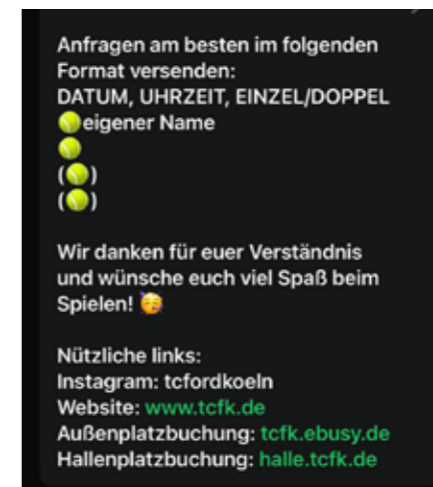 Anfragen am besten im folgenden
Format versenden:
DATUM, UHRZEIT, EINZEL/DOPPEL
🎾eigener Name
🎾
(🎾)
(🎾)
Wir danken für euer Verständnis
und wünsche euch viel Spaß beim
Spielen! 🥳
Nützliche links:
Instagram: tcfordkoeln
Website: www.tcfk.de
Außenplatzbuchung: tcfk.ebusy.de
Hallenplatzbuchung: halle.tcfk.de